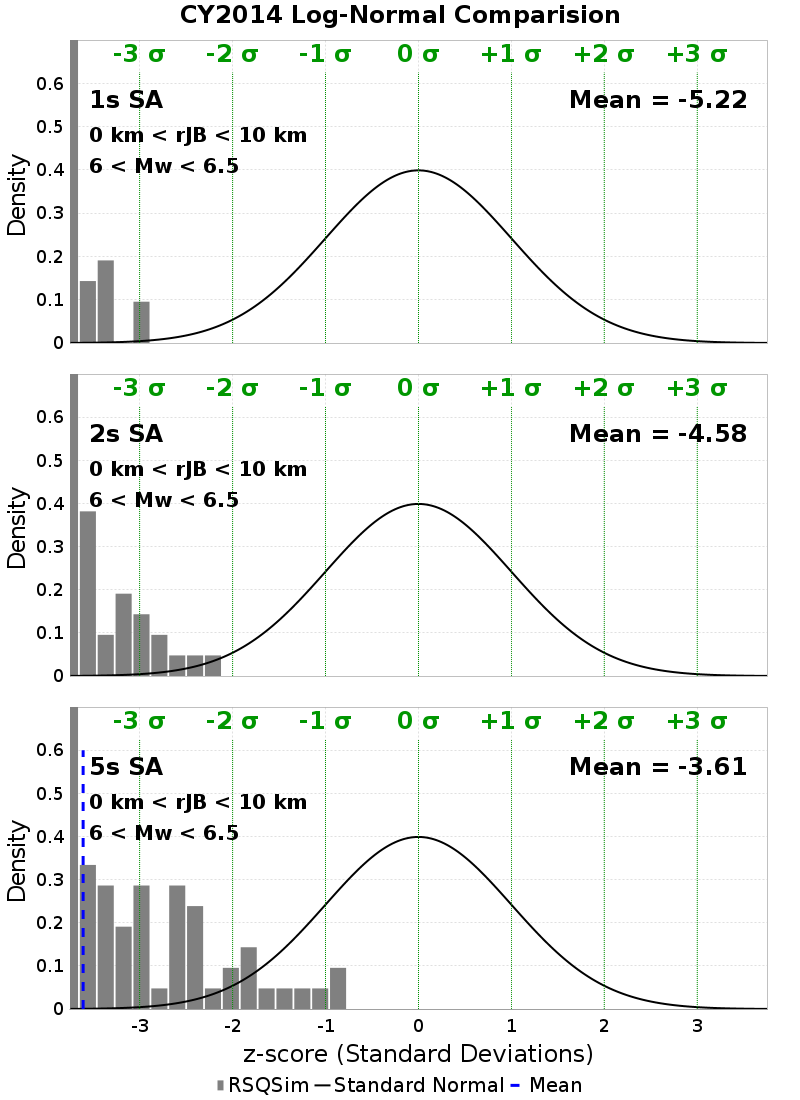 CY2014 Log-Normal Comparision
-3 σ -2 σ -1 σ 0 σ +1 σ +2 σ +3 σ
1s SA Mean = -5.22
0 km < rJB < 10 km
6 < Mw < 6.5
Density
0.6
0.5
0.4
0.3
0.2
0.1
0
-3 σ -2 σ -1 σ 0 σ +1 σ +2 σ +3 σ
2s SA Mean = -4.58
0 km < rJB < 10 km
6 < Mw < 6.5
Density
0.6
0.5
0.4
0.3
0.2
0.1
0
-3 σ -2 σ -1 σ 0 σ +1 σ +2 σ +3 σ
5s SA Mean = -3.61
0 km < rJB < 10 km
6 < Mw < 6.5
Density
0.6
0.5
0.4
0.3
0.2
0.1
0
-3 -2 -1 0 1 2 3
z-score (Standard Deviations)
RSQSim Standard Normal Mean